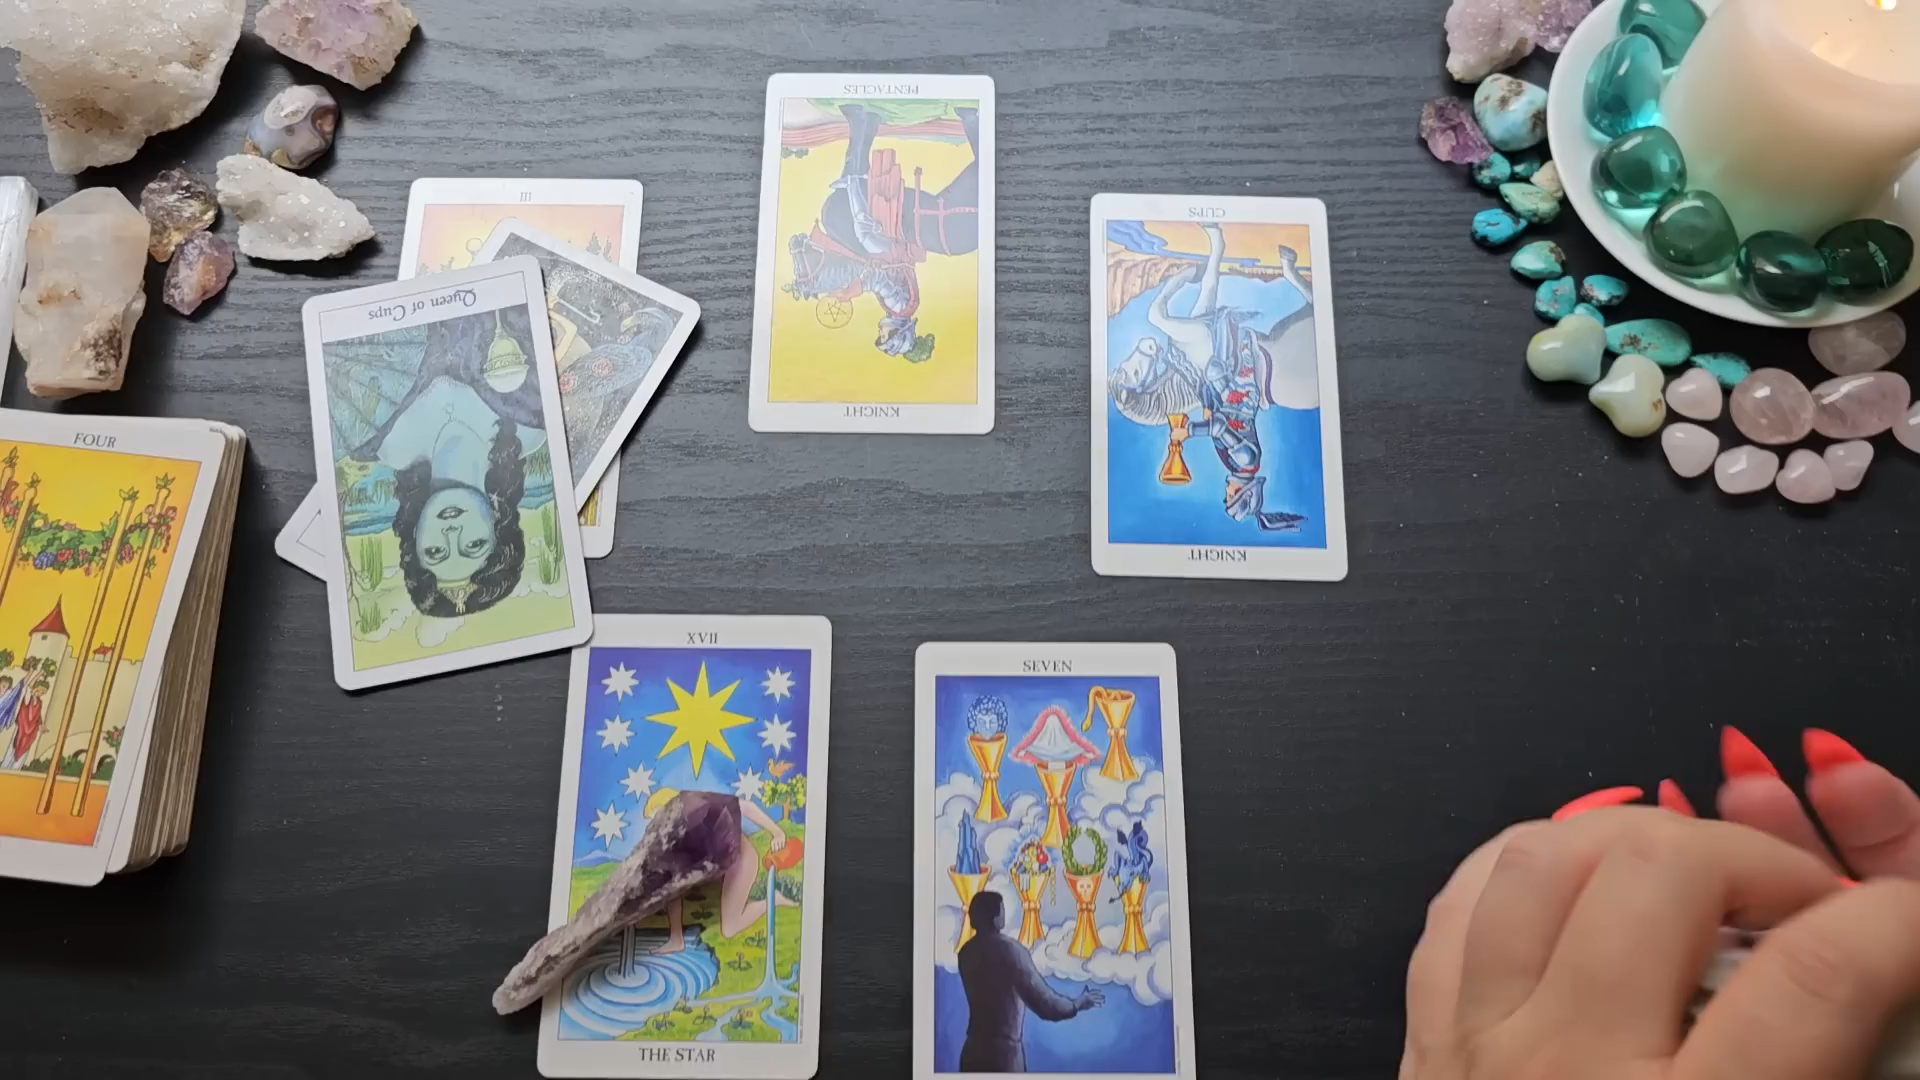 PENTACLES
KNIGHT
III
CUPS
KNIGHT
Queen of Cups
FOUR
XVII
THE STAR
SEVEN